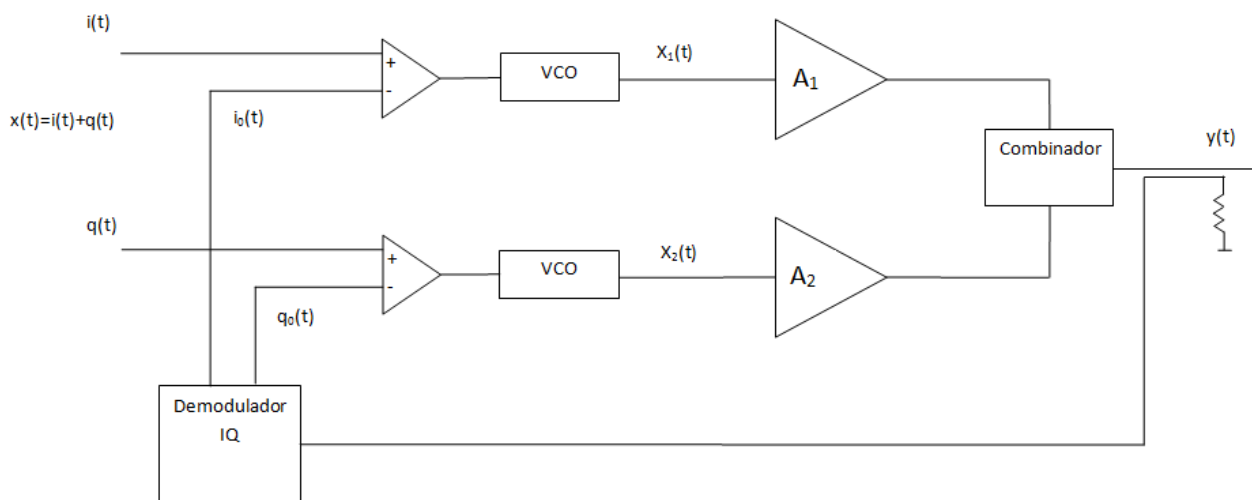 i(t)
+
-
VCO
X₁(t)
A₁
i₀(t)
x(t)=i(t)+q(t)
Combinador
y(t)
q(t)
+
-
VCO
X₂(t)
A₂
q₀(t)
Demodulador
IQ